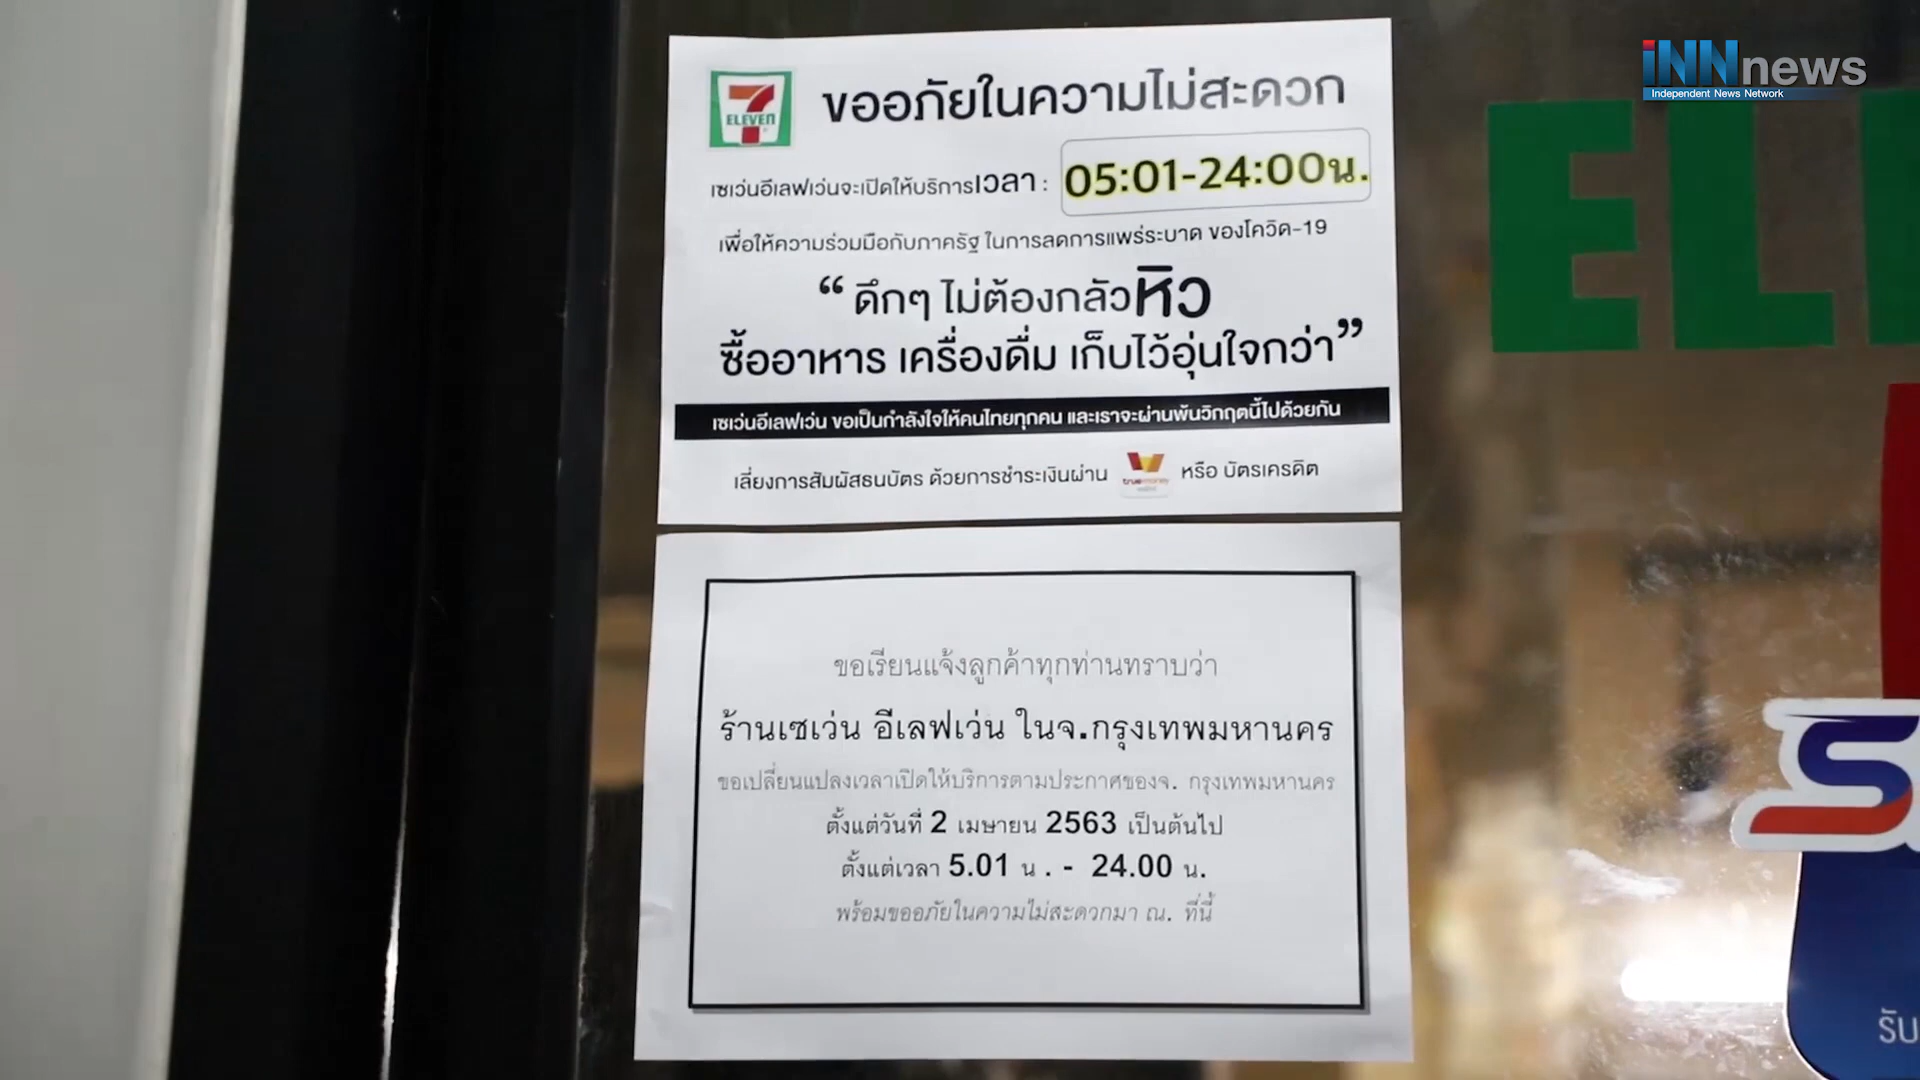 iNNnews
Independent News Network
7
ELEVEN
ขออภัยในความไม่สะดวก
เซเว่นอีเลฟเว่นจะเปิดให้บริการเวลา : 05:01-24:00น.
เพื่อให้ความร่วมมือกับภาครัฐ ในการลดการแพร่ระบาด ของโควิด-19
“ ดึกๆ ไม่ต้องกลัวหิว
ซื้ออาหาร เครื่องดื่ม เก็บไว้อุ่นใจกว่า”
เซเว่นอีเลฟเว่น ขอเป็นกำลังใจให้คนไทยทุกคน และเราจะผ่านพ้นวิกฤตนี้ไปด้วยกัน
เลี่ยงการสัมผัสธนบัตร ด้วยการชำระเงินผ่าน truemoney หรือ บัตรเครดิต
ขอเรียนแจ้งลูกค้าทุกท่านทราบว่า
ร้านเซเว่น อีเลฟเว่น ในจ.กรุงเทพมหานคร
ขอเปลี่ยนแปลงเวลาเปิดให้บริการตามประกาศของจ. กรุงเทพมหานคร
ตั้งแต่วันที่ 2 เมษายน 2563 เป็นต้นไป
ตั้งแต่เวลา 5.01 น . - 24.00 น.
พร้อมขออภัยในความไม่สะดวกมา ณ. ที่นี้
EL
รับ